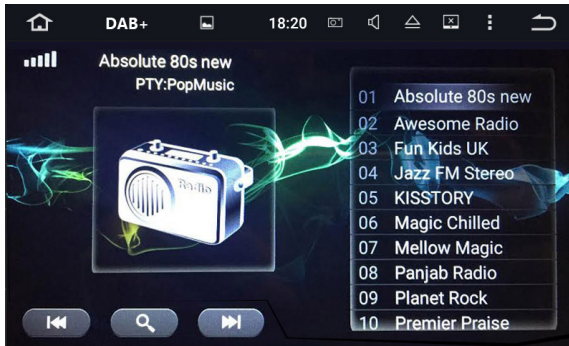 DAB+
18:20
Absolute 80s new
PTY:PopMusic
Radio
01 Absolute 80s new
02 Awesome Radio
03 Fun Kids UK
04 Jazz FM Stereo
05 KISSTORY
06 Magic Chilled
07 Mellow Magic
08 Panjab Radio
09 Planet Rock
10 Premier Praise